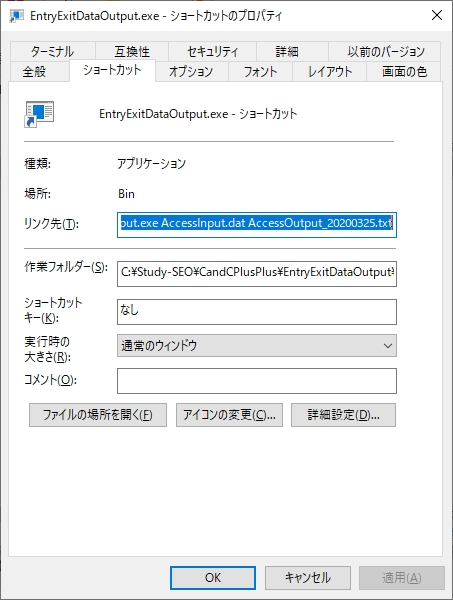 EntryExitDataOutput.exe - ショートカットのプロパティ
ターミナル 互換性 セキュリティ 詳細 以前のバージョン
全般 ショートカット オプション フォント レイアウト 画面の色
EntryExitDataOutput.exe - ショートカット
種類: アプリケーション
場所: Bin
リンク先(T): out.exe AccessInput.dat AccessOutput_20200325.txt
作業フォルダー(S): C:¥Study-SEO¥CandCPlusPlus¥EntryExitDataOutput¥
ショートカット
キー(K): なし
実行時の
大きさ(R): 通常のウィンドウ
コメント(O):
ファイルの場所を開く(F) アイコンの変更(C)... 詳細設定(D)...
OK キャンセル 適用(A)